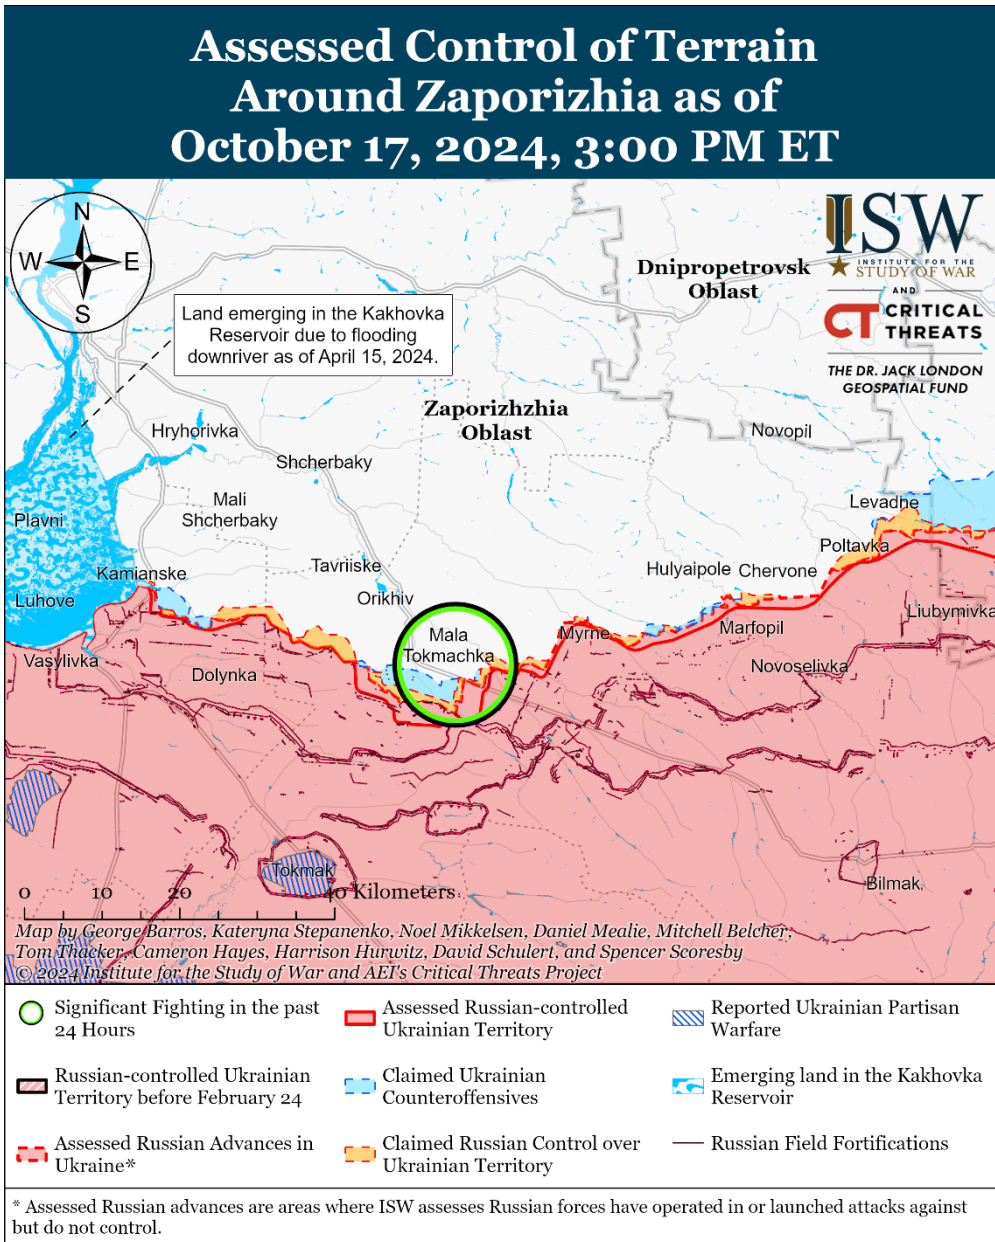 Assessed Control of Terrain
Around Zaporizhia as of
October 17, 2024, 3:00 PM ET
N
W
E
S
ISW
INSTITUTE FOR THE
STUDY OF WAR
AND
CT CRITICAL
THREATS
THE DR. JACK LONDON
GEOSPATIAL FUND
Dnipropetrovsk
Oblast
Land emerging in the Kakhovka
Reservoir due to flooding
downriver as of April 15, 2024.
Zaporizhzhia
Oblast
Hryhorivka
Novopil
Shcherbaky
Mali
Shcherbaky
Levadne
Plavni
Poltavka
Tavriiske
Kamianske
Hulyaipole
Chervone
Orikhiv
Luhove
Liubymivka
Mala
Tokmachka
Myrne
Marfopil
Vasylivka
Dolynka
Novoselivka
Tokmak
Bilmak
0 10 20 40 Kilometers
Map by George Barros, Kateryna Stepanenko, Noel Mikkelsen, Daniel Mealie, Mitchell Belcher,
Tom Thacker, Cameron Hayes, Harrison Hurwitz, David Schulert, and Spencer Scoresby
© 2024 Institute for the Study of War and AEI's Critical Threats Project
Significant Fighting in the past
24 Hours
Assessed Russian-controlled
Ukrainian Territory
Reported Ukrainian Partisan
Warfare
Russian-controlled Ukrainian
Territory before February 24
Claimed Ukrainian
Counteroffensives
Emerging land in the Kakhovka
Reservoir
Assessed Russian Advances in
Ukraine*
Claimed Russian Control over
Ukrainian Territory
Russian Field Fortifications
* Assessed Russian advances are areas where ISW assesses Russian forces have operated in or launched attacks against
but do not control.